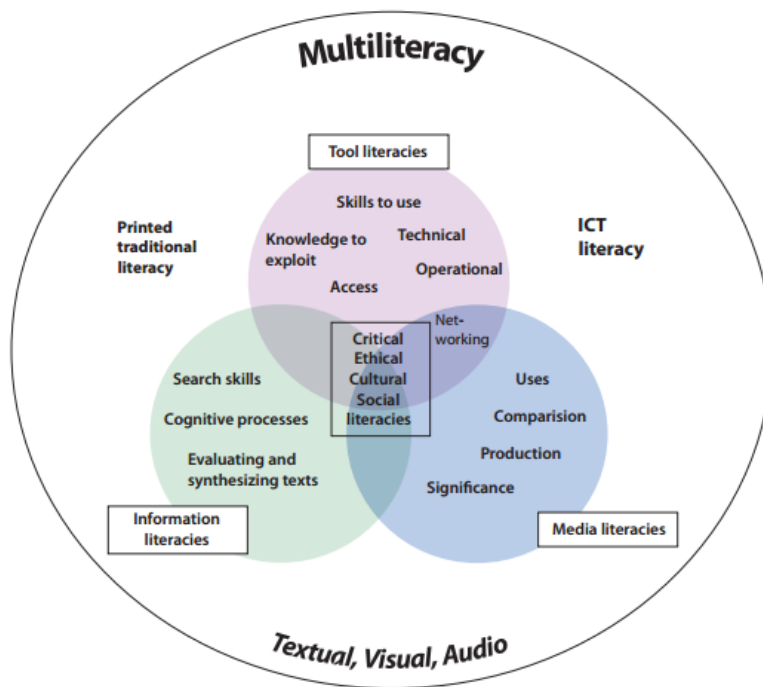 Multiliteracy
Tool literacies
Printed
traditional
literacy
ICT
literacy
Skills to use
Technical
Knowledge to
exploit
Operational
Access
Net-
working
Critical
Ethical
Cultural
Social
literacies
Search skills
Cognitive processes
Evaluating and
synthesizing texts
Uses
Comparision
Production
Significance
Information
literacies
Media literacies
Textual, Visual, Audio